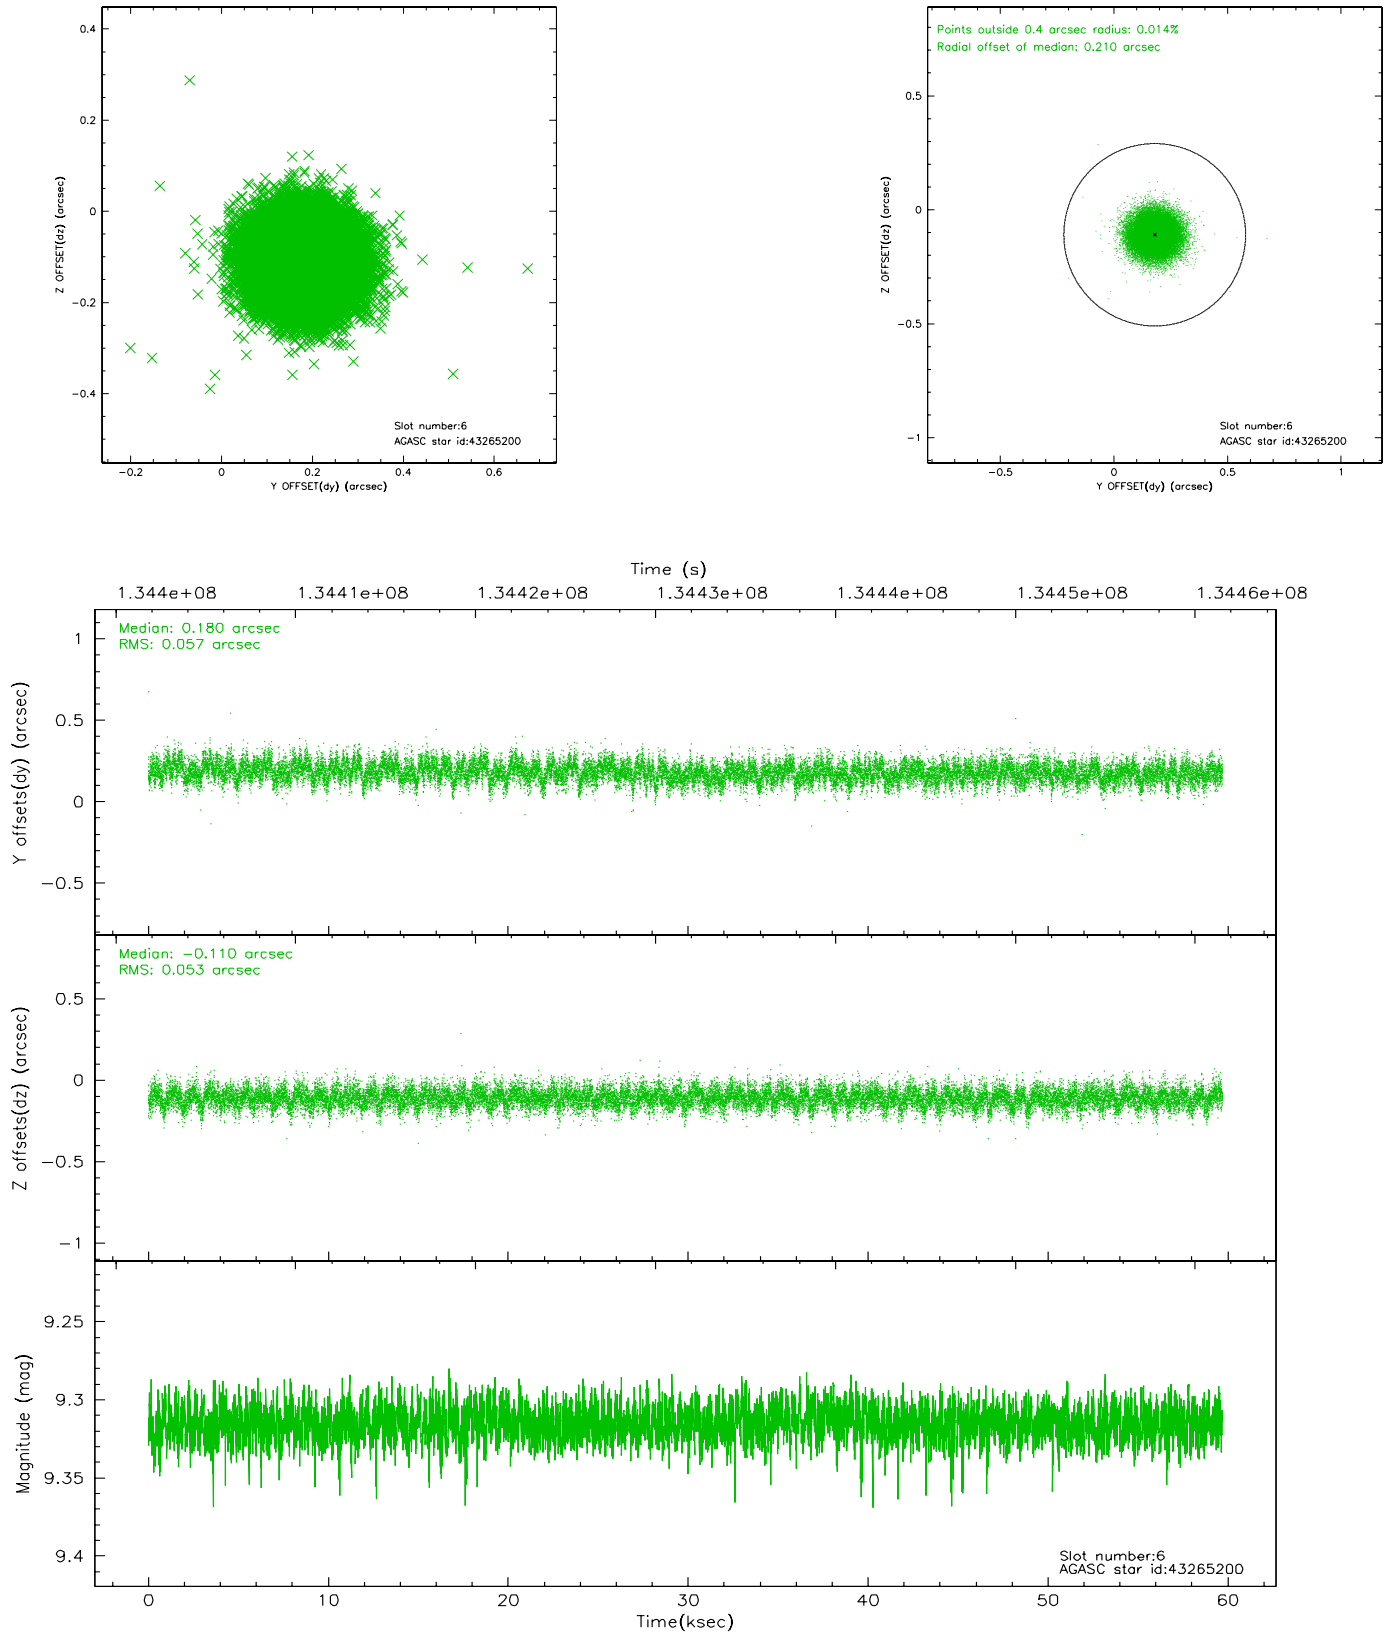 0.4
0.2
0
−0.2
−0.4
Z OFFSET(dz) (arcsec)
−0.2
0
0.2
0.4
0.6
Y OFFSET(dy) (arcsec)
Slot number:6
AGASC star id:43265200
Points outside 0.4 arcsec radius: 0.014%
Radial offset of median: 0.210 arcsec
0.5
0
−0.5
−1
Z OFFSET(dz) (arcsec)
−0.5
0
0.5
1
Y OFFSET(dy) (arcsec)
Slot number:6
AGASC star id:43265200
Time (s)
1.344e+08
1.3441e+08
1.3442e+08
1.3443e+08
1.3444e+08
1.3445e+08
1.3446e+08
Median: 0.180 arcsec
RMS: 0.057 arcsec
1
0.5
0
−0.5
Y offsets(dy) (arcsec)
Median: −0.110 arcsec
RMS: 0.053 arcsec
0.5
0
−0.5
−1
Z offsets(dz) (arcsec)
9.25
9.3
9.35
9.4
Magnitude (mag)
Slot number:6
AGASC star id:43265200
0
10
20
30
40
50
60
Time(ksec)